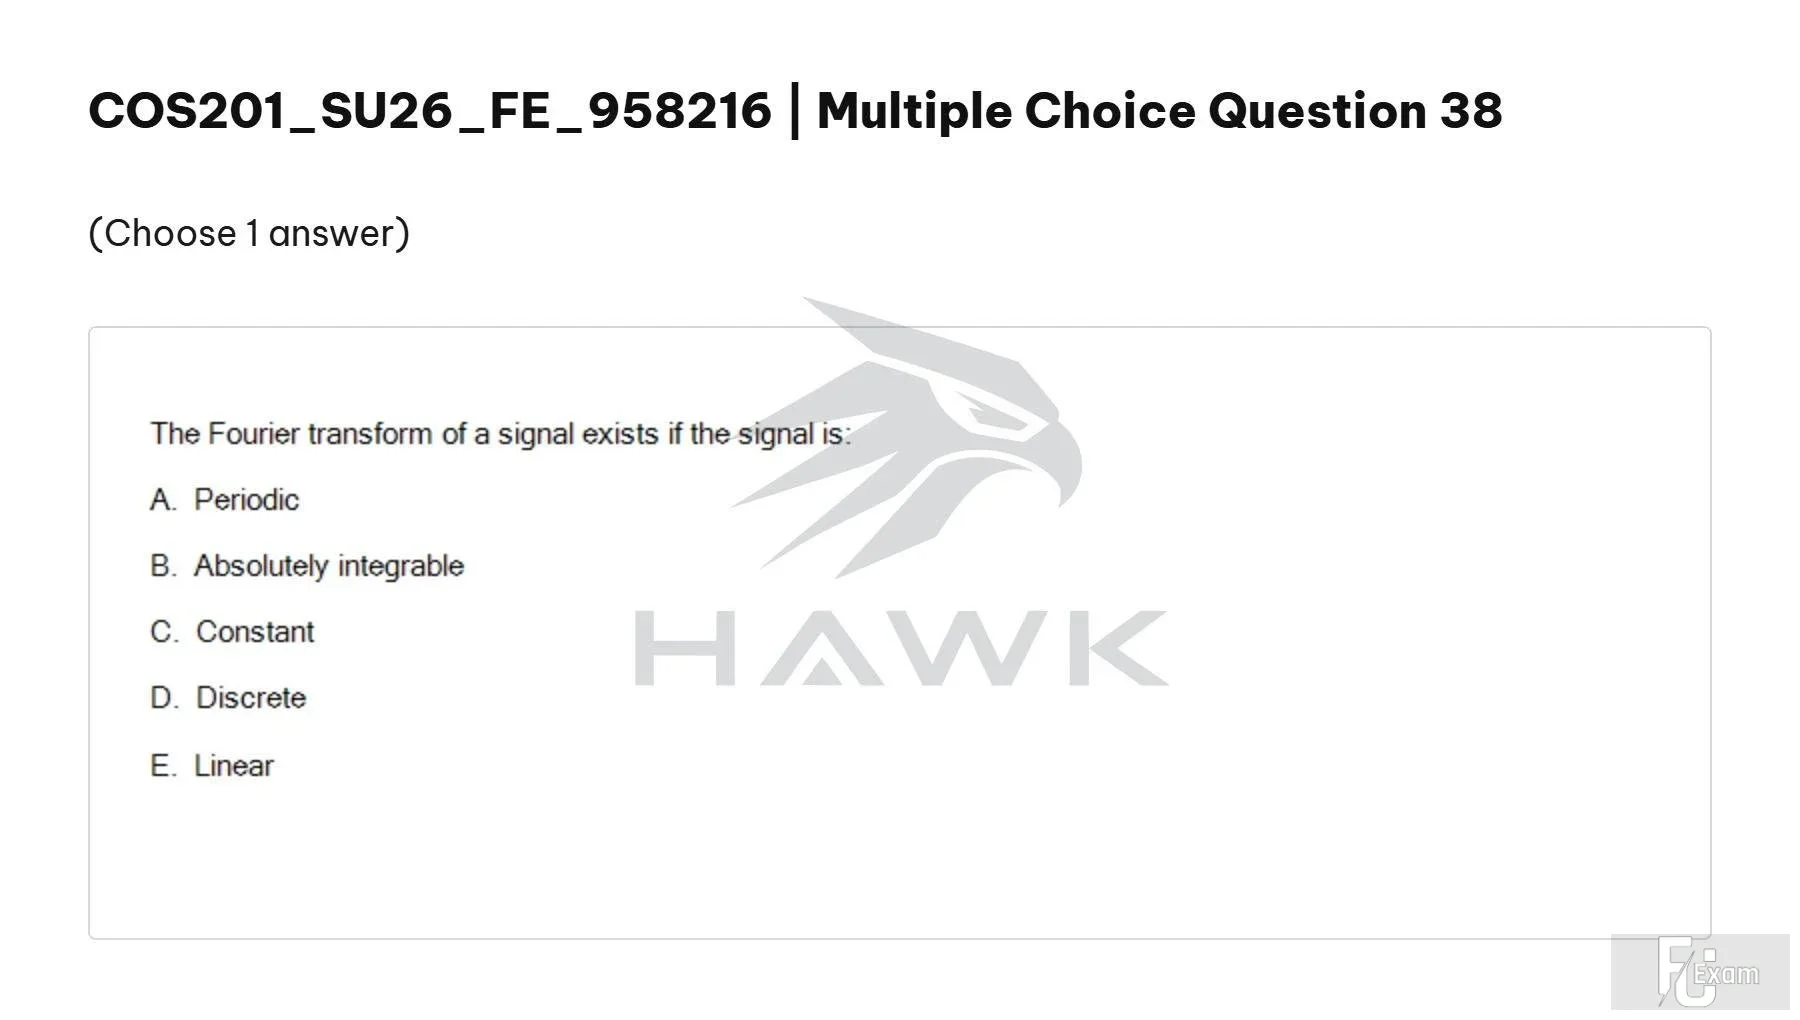 COS201_SU26_FE_958216 | Multiple Choice Question 38
(Choose 1 answer)
The Fourier transform of a signal exists if the signal is:
A. Periodic
B. Absolutely integrable
C. Constant
D. Discrete
E. Linear
HAWK
FU Exam